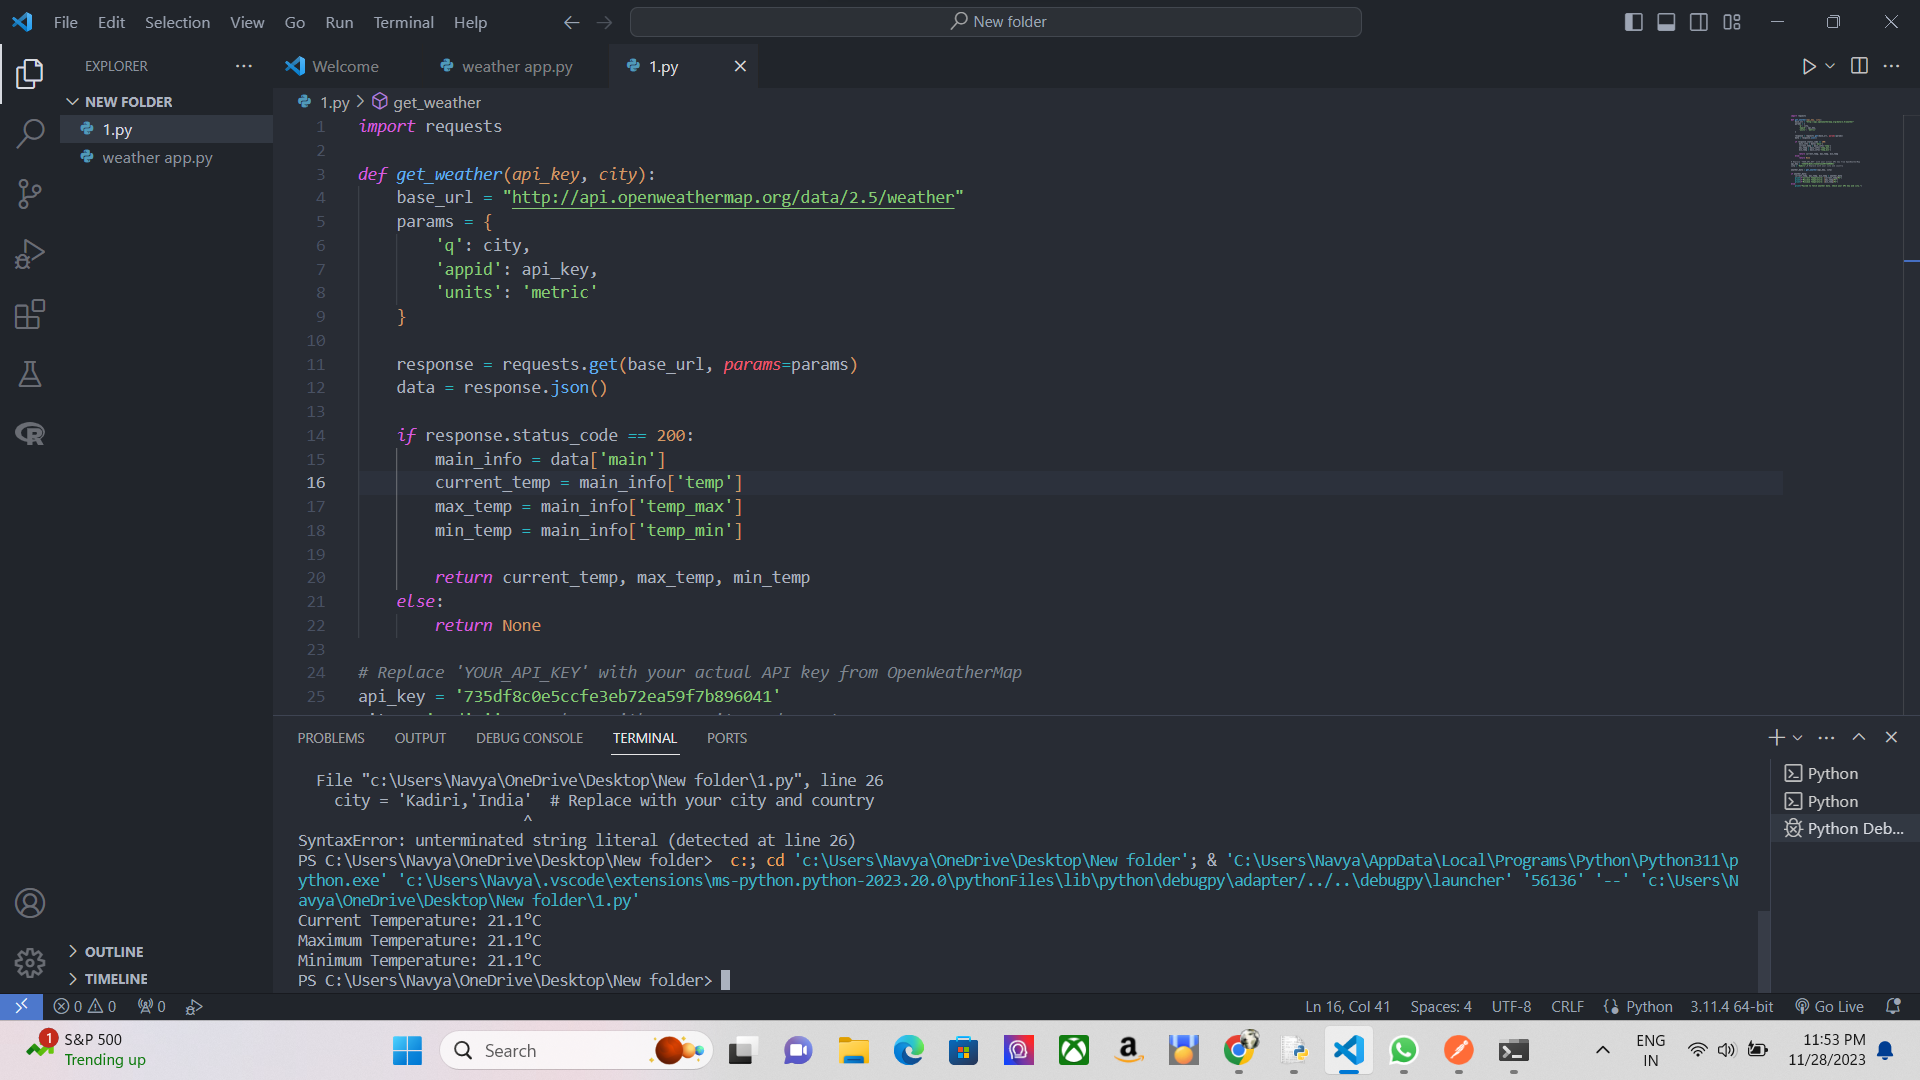 File Edit Selection View Go Run Terminal Help
New folder
EXPLORER
Welcome
weather app.py
1.py
NEW FOLDER
1.py
weather app.py
1.py > get_weather
1 import requests
2
3 def get_weather(api_key, city):
4 base_url = "http://api.openweathermap.org/data/2.5/weather"
5 params = {
6 'q': city,
7 'appid': api_key,
8 'units': 'metric'
9 }
10
11 response = requests.get(base_url, params=params)
12 data = response.json()
13
14 if response.status_code == 200:
15 main_info = data['main']
16 current_temp = main_info['temp']
17 max_temp = main_info['temp_max']
18 min_temp = main_info['temp_min']
19
20 return current_temp, max_temp, min_temp
21 else:
22 return None
23
24 # Replace 'YOUR_API_KEY' with your actual API key from OpenWeatherMap
25 api_key = '735df8c0e5ccfe3eb72ea59f7b896041'
PROBLEMS OUTPUT DEBUG CONSOLE TERMINAL PORTS
File "c:\Users\Navya\OneDrive\Desktop\New folder\1.py", line 26
city = 'Kadiri,'India'  # Replace with your city and country
^
SyntaxError: unterminated string literal (detected at line 26)
PS C:\Users\Navya\OneDrive\Desktop\New folder>  c:; cd 'c:\Users\Navya\OneDrive\Desktop\New folder'; & 'C:\Users\Navya\AppData\Local\Programs\Python\Python311\p
ython.exe' 'c:\Users\Navya\.vscode\extensions\ms-python.python-2023.20.0\pythonFiles\lib\python\debugpy\adapter/../..\debugpy\launcher' '56136' '--' 'c:\Users\N
avya\OneDrive\Desktop\New folder\1.py'
Current Temperature: 21.1°C
Maximum Temperature: 21.1°C
Minimum Temperature: 21.1°C
PS C:\Users\Navya\OneDrive\Desktop\New folder>
Python
Python
Python Deb...
OUTLINE
TIMELINE
0 0 0
Ln 16, Col 41 Spaces: 4 UTF-8 CRLF Python 3.11.4 64-bit Go Live
1
S&P 500
Trending up
Search
ENG
IN
11:53 PM
11/28/2023